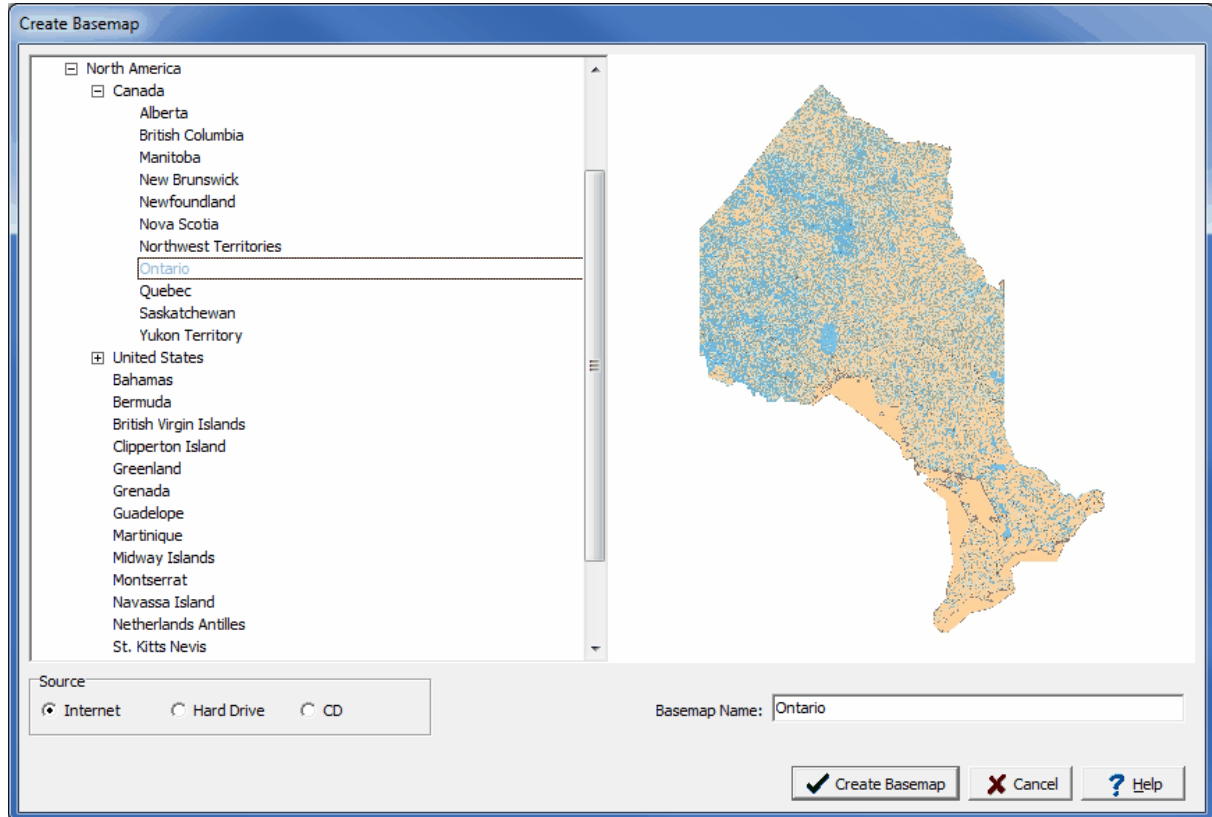 Create Basemap
North America
Canada
Alberta
British Columbia
Manitoba
New Brunswick
Newfoundland
Nova Scotia
Northwest Territories
Ontario
Quebec
Saskatchewan
Yukon Territory
United States
Bahamas
Bermuda
British Virgin Islands
Clipperton Island
Greenland
Grenada
Guadelope
Martinique
Midway Islands
Montserrat
Navassa Island
Netherlands Antilles
St. Kitts Nevis
Source
Internet Hard Drive CD
Basemap Name: Ontario
Create Basemap Cancel Help